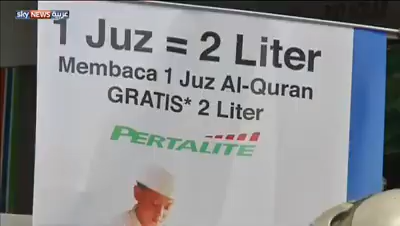 sky NEWS عربية
1 Juz = 2 Liter
Membaca 1 Juz Al-Quran
GRATIS* 2 Liter
PERTALITE